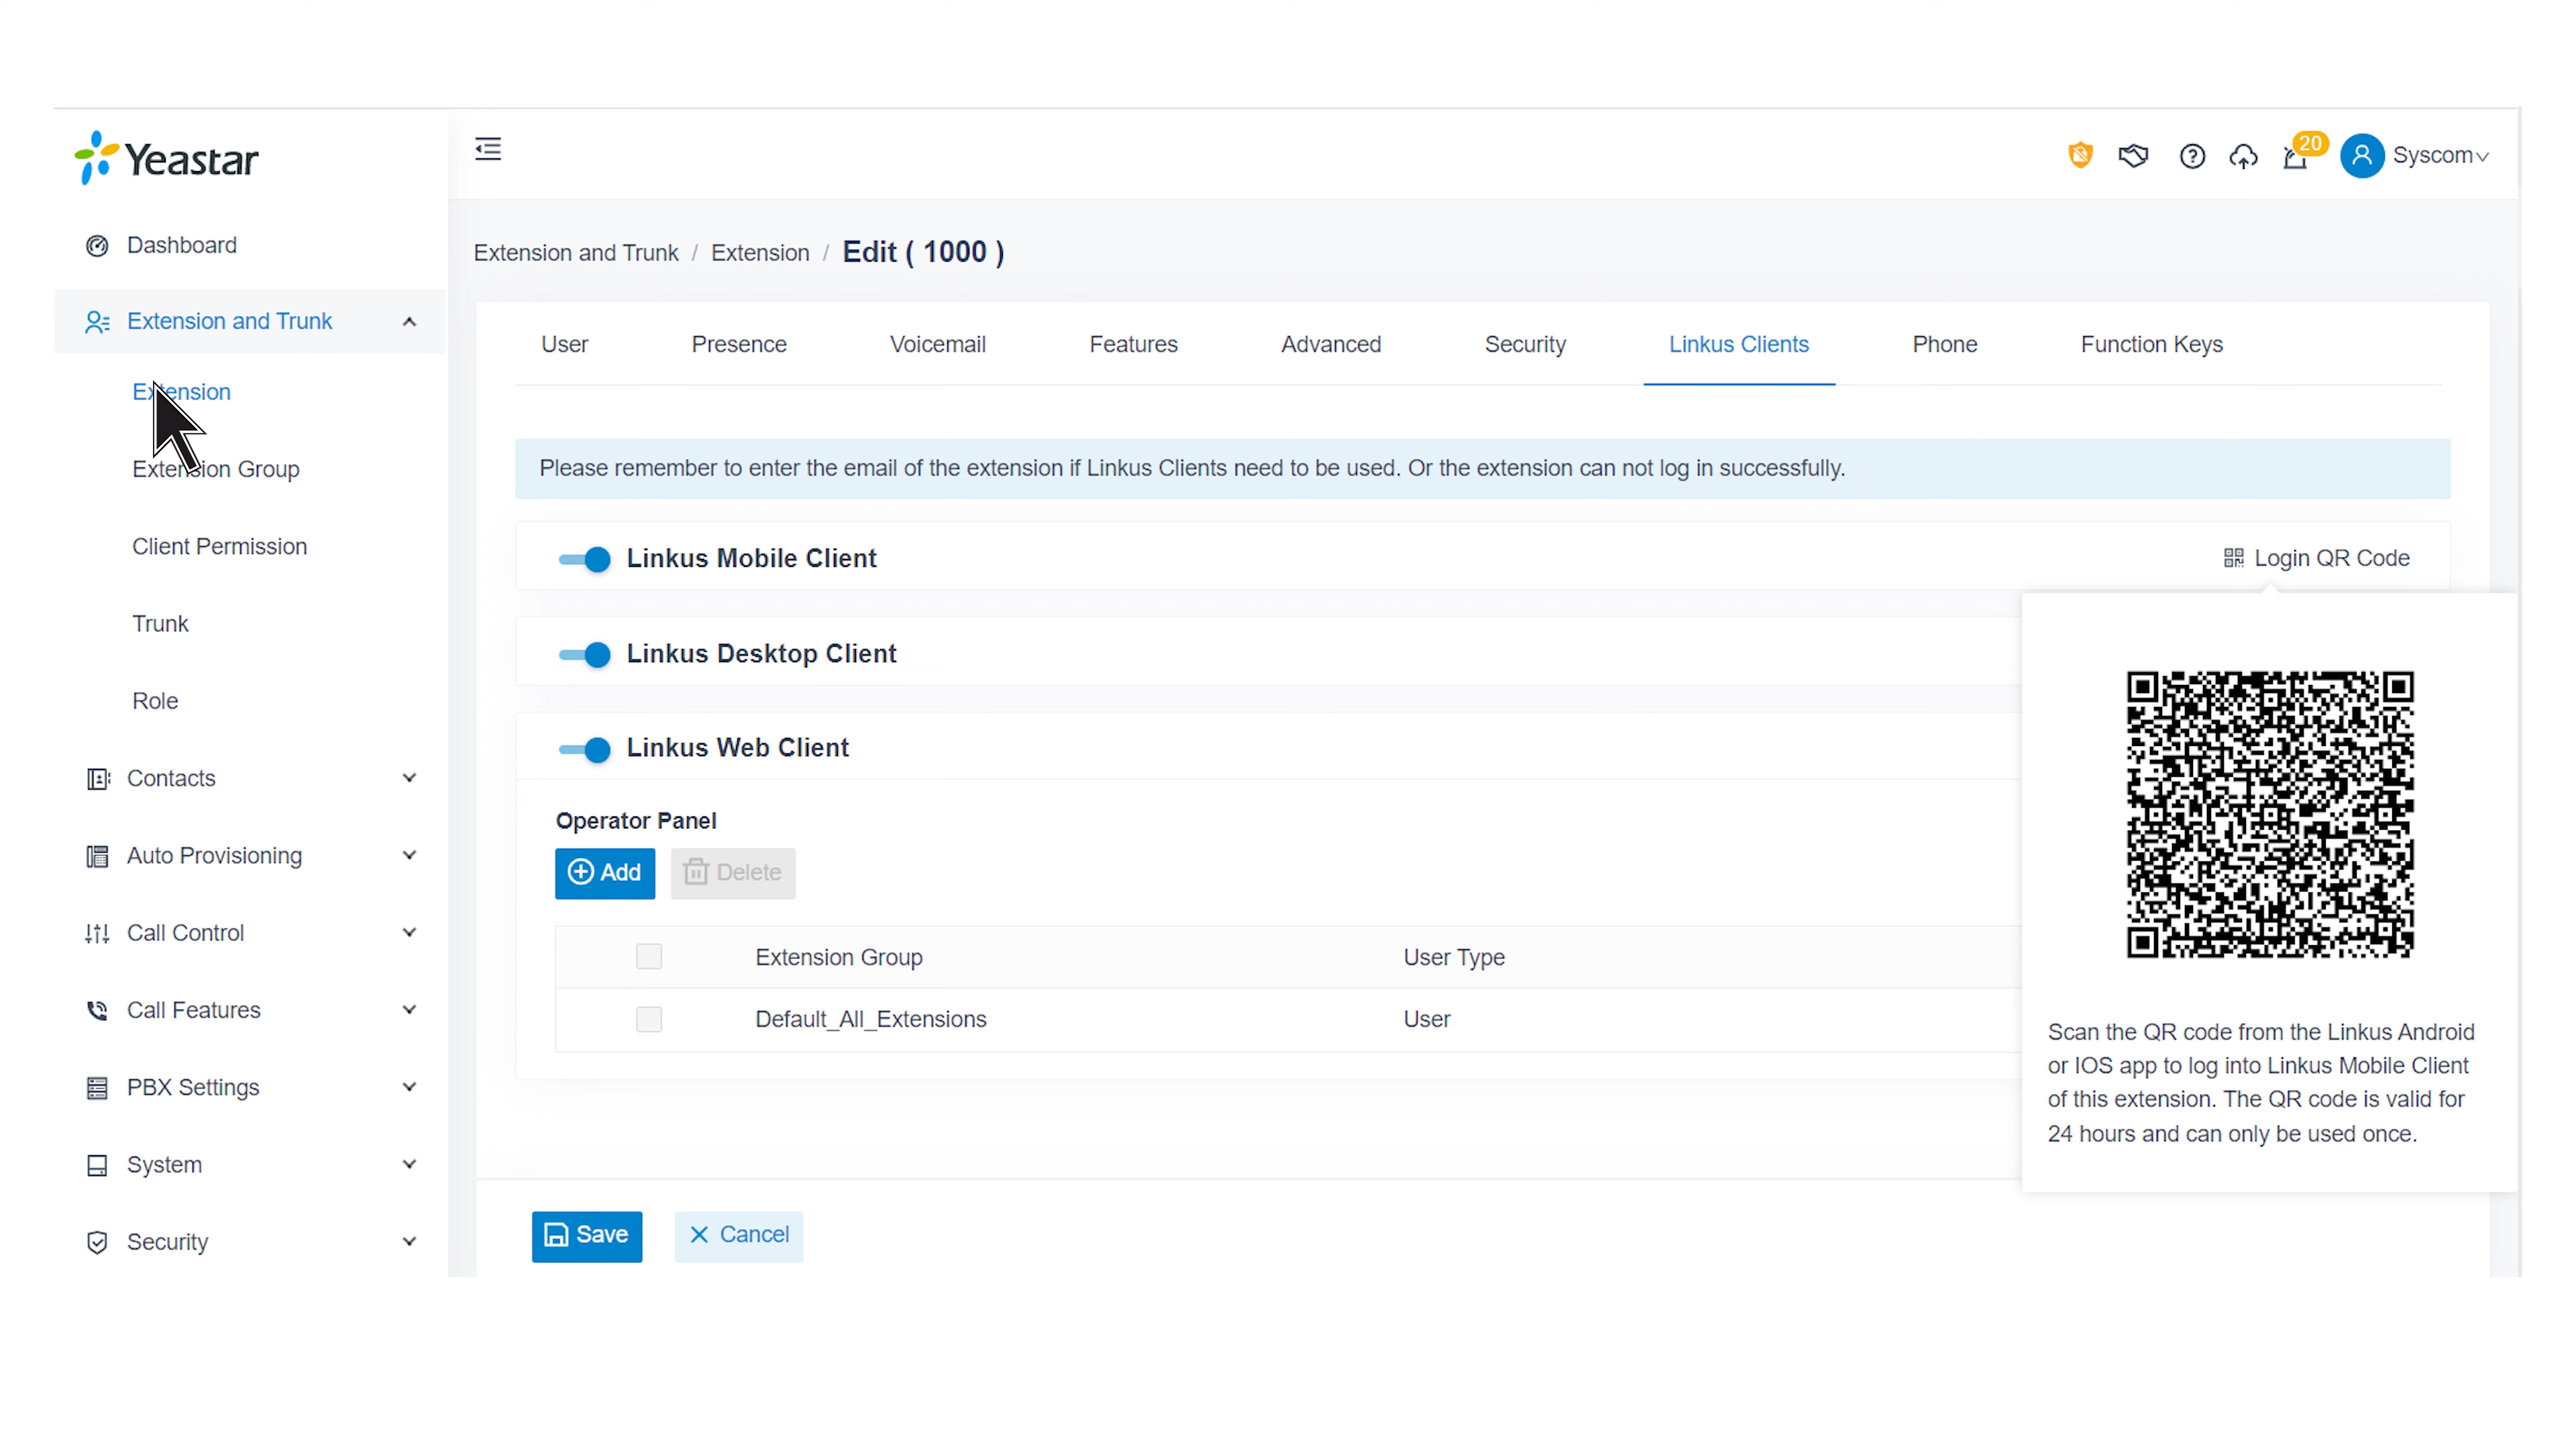 Yeastar
20
Syscom
Dashboard
Extension and Trunk
Extension
Extension Group
Client Permission
Trunk
Role
Contacts
Auto Provisioning
Call Control
Call Features
PBX Settings
System
Security
Extension and Trunk / Extension / Edit ( 1000 )
User Presence Voicemail Features Advanced Security Linkus Clients Phone Function Keys
Please remember to enter the email of the extension if Linkus Clients need to be used. Or the extension can not log in successfully.
Linkus Mobile Client
Login QR Code
Linkus Desktop Client
Linkus Web Client
Operator Panel
Add Delete
Extension Group User Type
Default_All_Extensions User
Scan the QR code from the Linkus Android
or IOS app to log into Linkus Mobile Client
of this extension. The QR code is valid for
24 hours and can only be used once.
Save Cancel